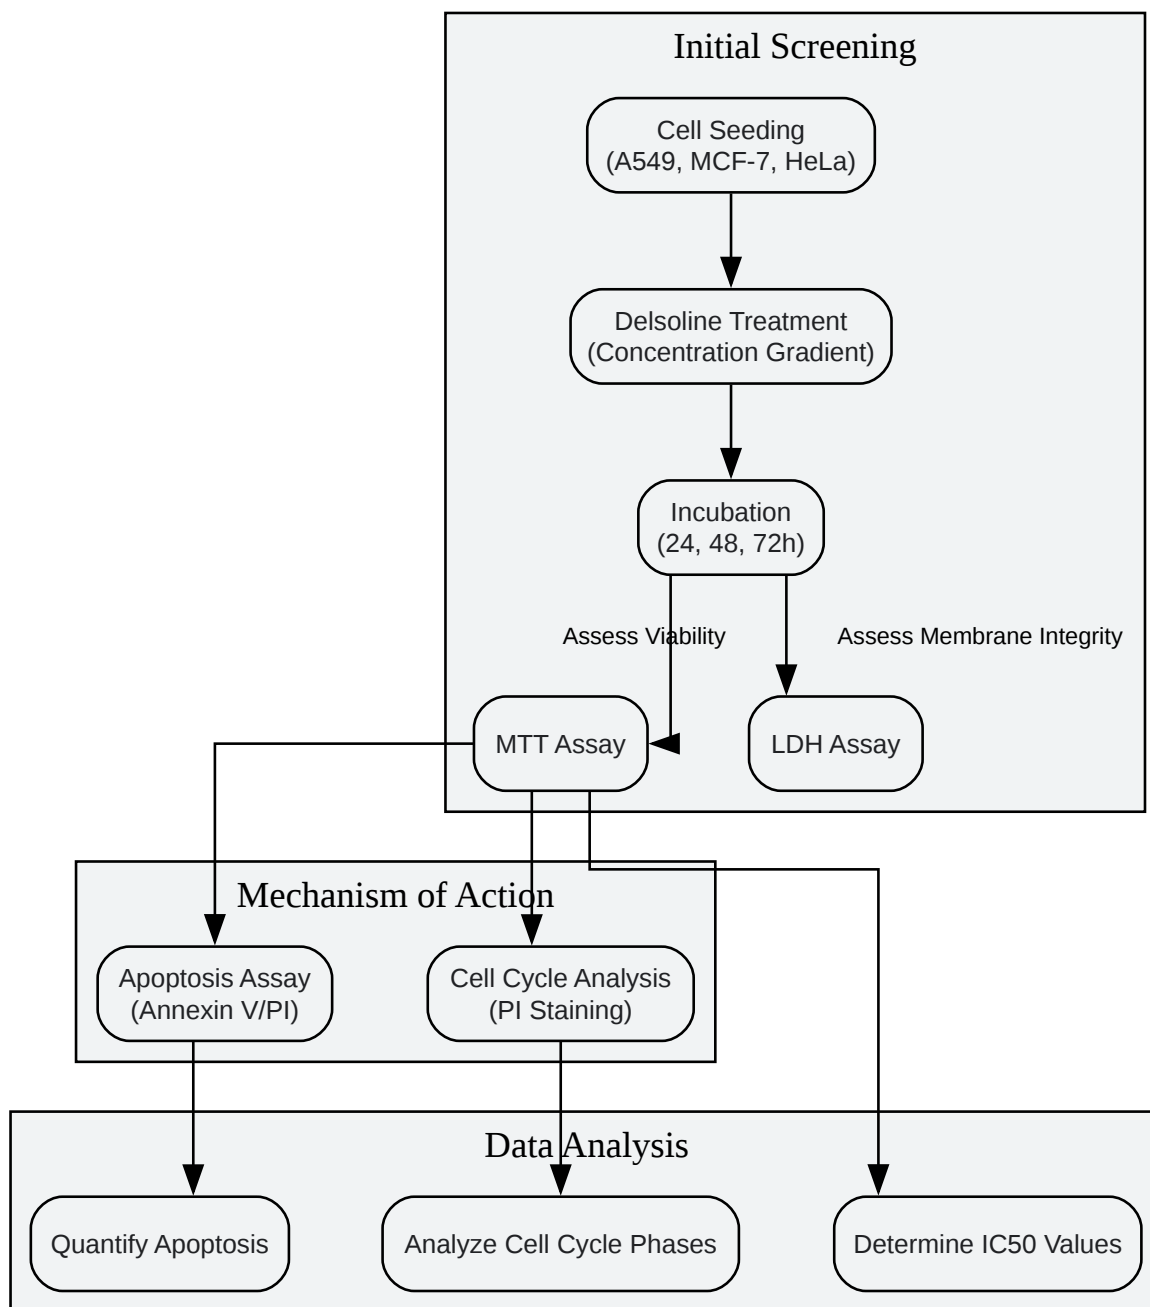 Initial Screening
Cell Seeding
(A549, MCF-7, HeLa)
Delsoline Treatment
(Concentration Gradient)
Incubation
(24, 48, 72h)
Assess Viability
Assess Membrane Integrity
MTT Assay
LDH Assay
Mechanism of Action
Apoptosis Assay
(Annexin V/PI)
Cell Cycle Analysis
(PI Staining)
Data Analysis
Quantify Apoptosis
Analyze Cell Cycle Phases
Determine IC50 Values